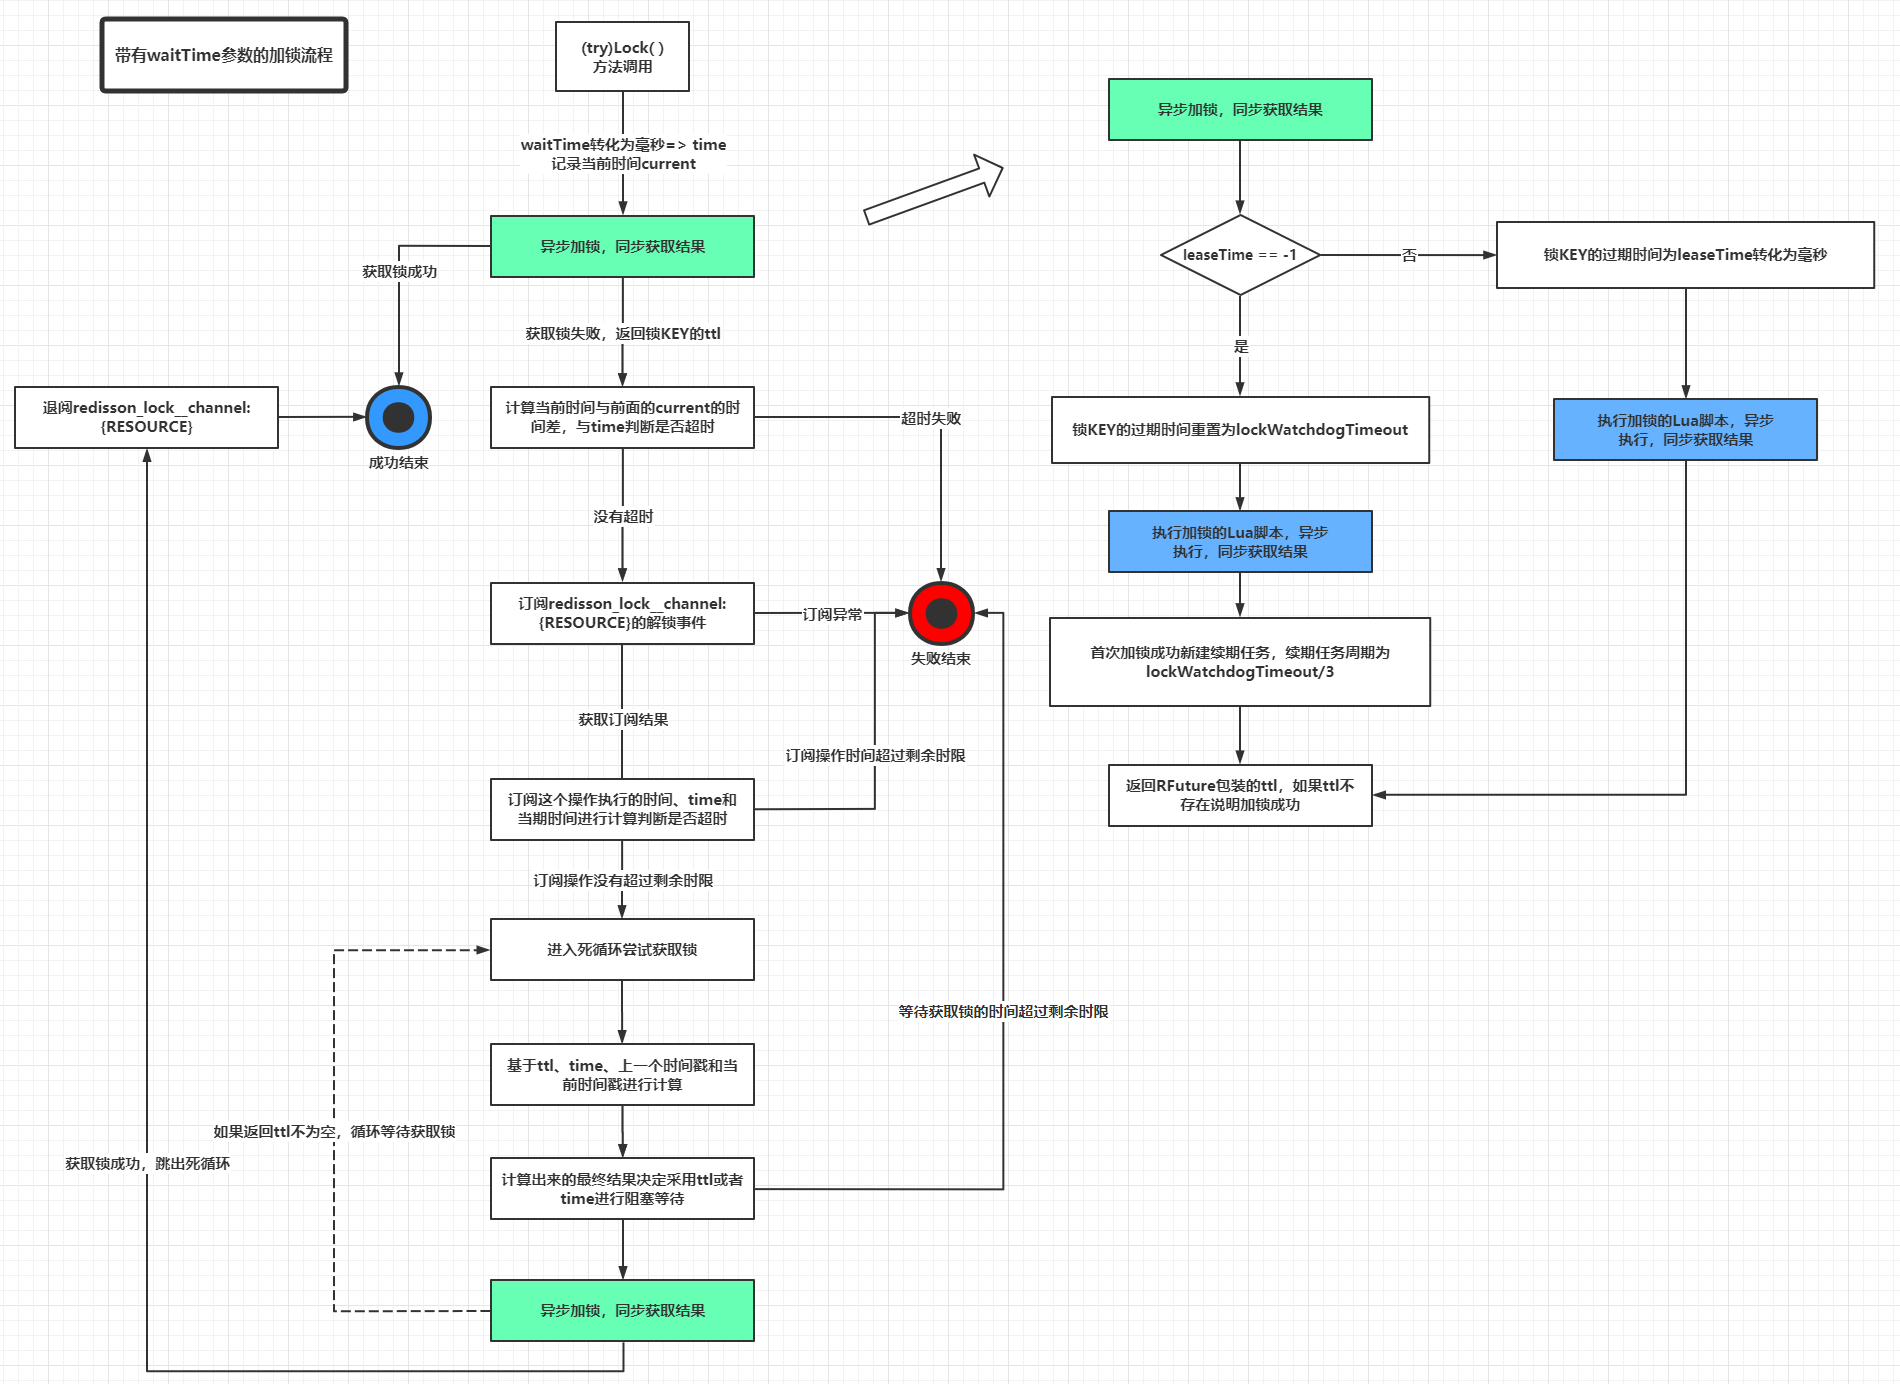 带有waitTime参数的加锁流程
(try)Lock( )
方法调用
waitTime转化为毫秒=> time
记录当前时间current
异步加锁，同步获取结果
获取锁成功
获取锁失败，返回锁KEY的ttl
退阅redisson_lock__channel:
{RESOURCE}
成功结束
计算当前时间与前面的current的时
间差，与time判断是否超时
超时失败
没有超时
订阅redisson_lock__channel:
{RESOURCE}的解锁事件
订阅异常
失败结束
获取订阅结果
订阅操作时间超过剩余时限
订阅这个操作执行的时间、time和
当期时间进行计算判断是否超时
订阅操作没有超过剩余时限
进入死循环尝试获取锁
等待获取锁的时间超过剩余时限
基于ttl、time、上一个时间戳和当
前时间戳进行计算
如果返回ttl不为空，循环等待获取锁
获取锁成功，跳出死循环
计算出来的最终结果决定采用ttl或者
time进行阻塞等待
异步加锁，同步获取结果
异步加锁，同步获取结果
leaseTime == -1
否
锁KEY的过期时间为leaseTime转化为毫秒
是
锁KEY的过期时间重置为lockWatchdogTimeout
执行加锁的Lua脚本，异步
执行，同步获取结果
执行加锁的Lua脚本，异步
执行，同步获取结果
首次加锁成功新建续期任务，续期任务周期为
lockWatchdogTimeout/3
返回RFuture包装的ttl，如果ttl不
存在说明加锁成功